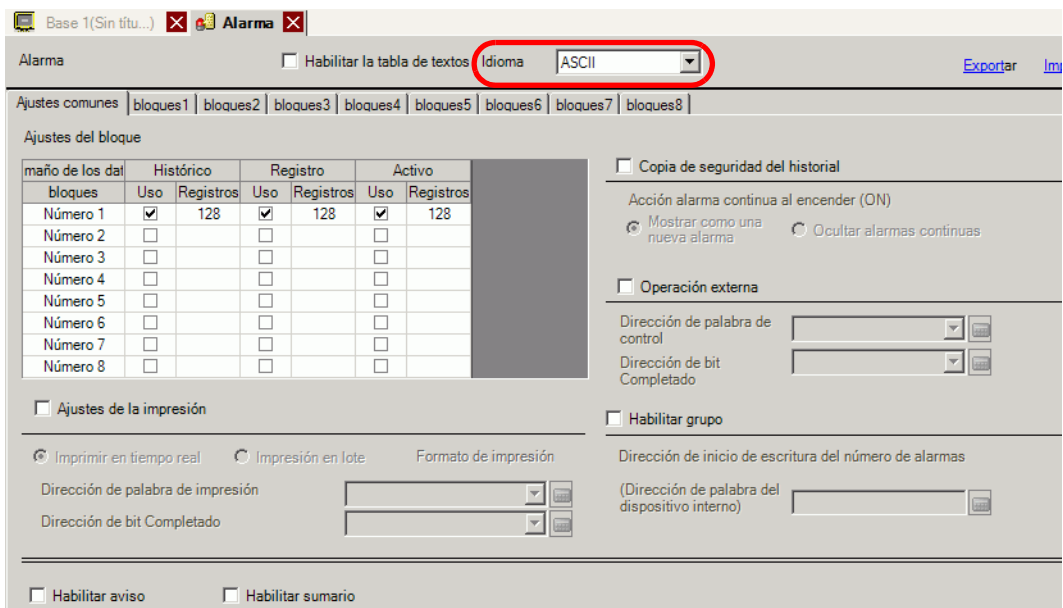 Base 1(Sin títu...) Alarma
Alarma Habilitar la tabla de textos Idioma ASCII Exportar Imp
Ajustes comunes bloques1 bloques2 bloques3 bloques4 bloques5 bloques6 bloques7 bloques8
Ajustes del bloque
maño de los dat Histórico Registro Activo
bloques Uso Registros Uso Registros Uso Registros
Número 1 128 128 128
Número 2
Número 3
Número 4
Número 5
Número 6
Número 7
Número 8
Copia de seguridad del historial
Acción alarma continua al encender (ON)
Mostrar como una
nueva alarma
Ocultar alarmas continuas
Operación externa
Dirección de palabra de
control
Dirección de bit
Completado
Ajustes de la impresión
Imprimir en tiempo real Impresión en lote Formato de impresión
Dirección de palabra de impresión
Dirección de bit Completado
Habilitar grupo
Dirección de inicio de escritura del número de alarmas
(Dirección de palabra del
dispositivo interno)
Habilitar aviso Habilitar sumario